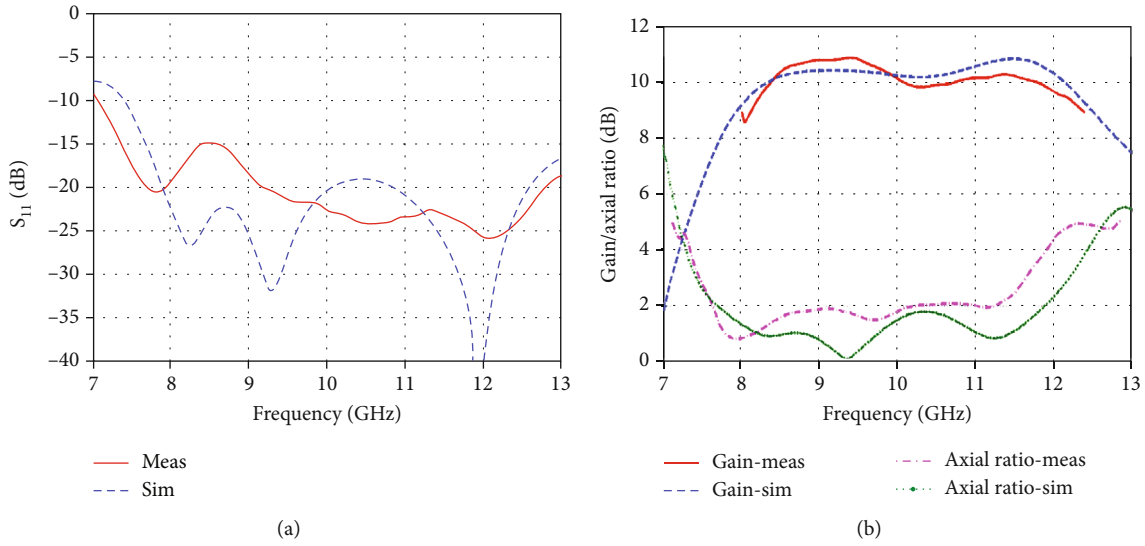 0
−5
−10
−15
−20
−25
−30
−35
−40
S11 (dB)
7 8 9 10 11 12 13
Frequency (GHz)
Meas
Sim
(a)
12
10
8
6
4
2
0
Gain/axial ratio (dB)
7 8 9 10 11 12 13
Frequency (GHz)
Gain-meas
Gain-sim
Axial ratio-meas
Axial ratio-sim
(b)